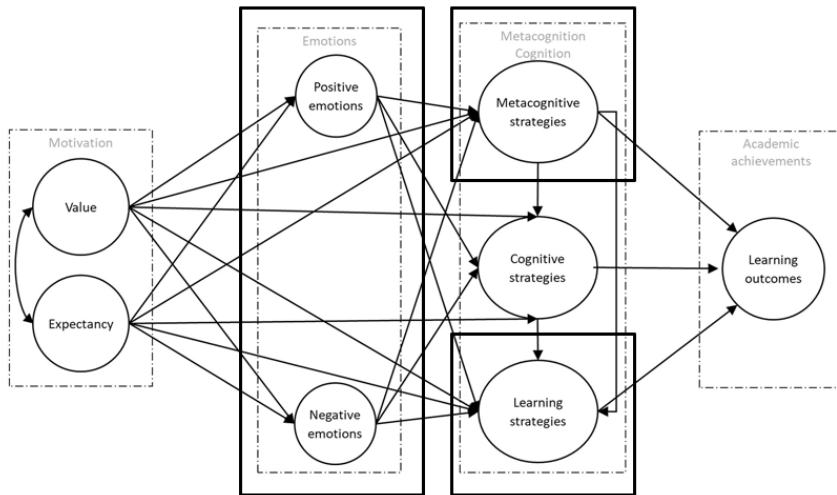 Emotions
Metacognition
Cognition
Positive
emotions
Metacognitive
strategies
Motivation
Academic
achievements
Value
Cognitive
strategies
Learning
outcomes
Expectancy
Negative
emotions
Learning
strategies